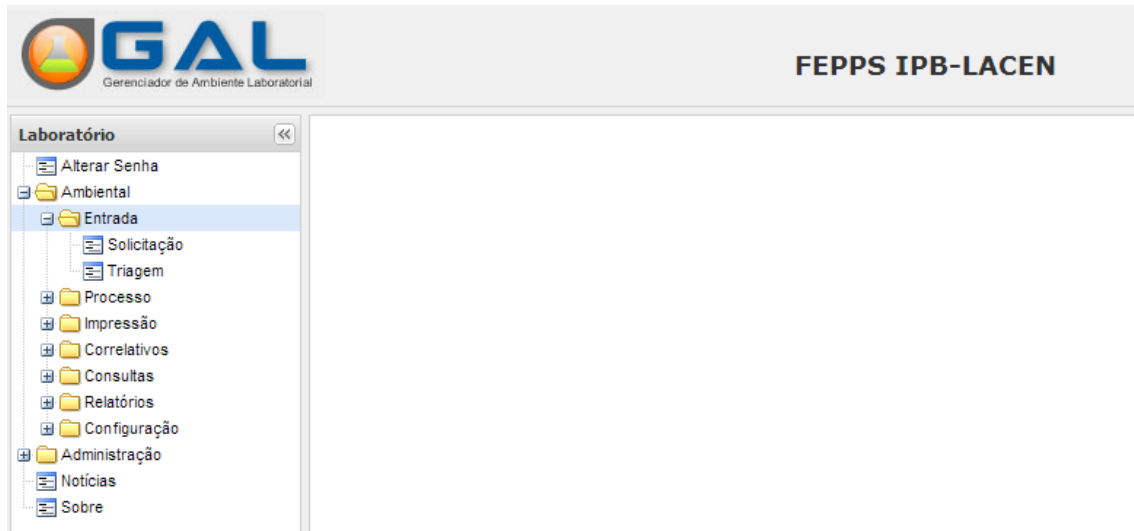 GAL
Gerenciador de Ambiente Laboratorial
FEPPS IPB-LACEN
Laboratório
Alterar Senha
Ambiental
Entrada
Solicitação
Triagem
Processo
Impressão
Correlativos
Consultas
Relatórios
Configuração
Administração
Notícias
Sobre